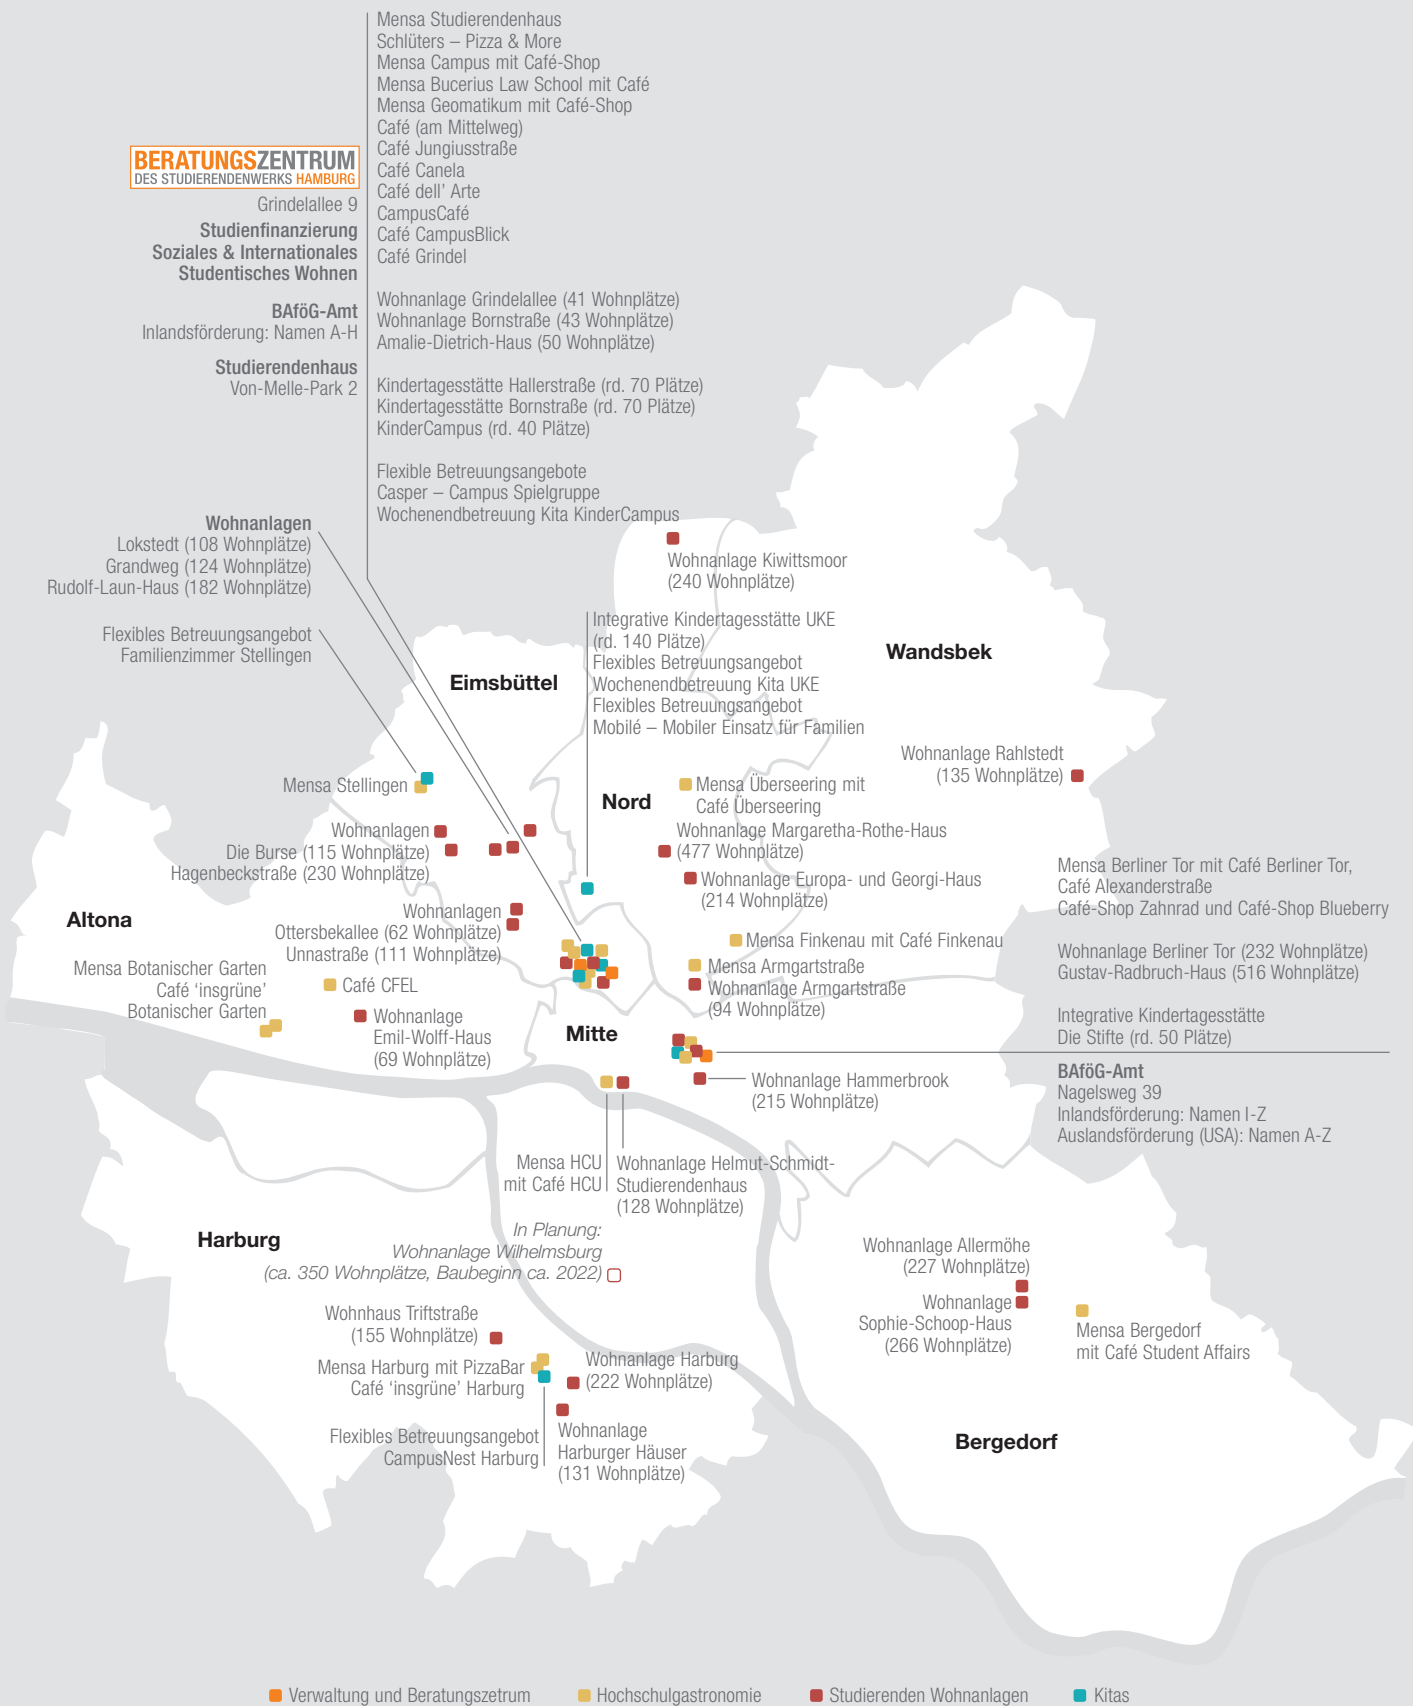 Mensa Studierendenhaus
Schlüters – Pizza & More
Mensa Campus mit Café-Shop
Mensa Bucerius Law School mit Café
Mensa Geomatikum mit Café-Shop
Café (am Mittelweg)
Café Jungiusstraße
Café Canela
Café dell’ Arte
CampusCafé
Café CampusBlick
Café Grindel
BERATUNGSZENTRUM
DES STUDIERENDENWERKS HAMBURG
Grindelallee 9
Studienfinanzierung
Soziales & Internationales
Studentisches Wohnen
BAföG-Amt
Inlandsförderung: Namen A-H
Studierendenhaus
Von-Melle-Park 2
Wohnanlage Grindelallee (41 Wohnplätze)
Wohnanlage Bornstraße (43 Wohnplätze)
Amalie-Dietrich-Haus (50 Wohnplätze)
Kindertagesstätte Hallerstraße (rd. 70 Plätze)
Kindertagesstätte Bornstraße (rd. 70 Plätze)
KinderCampus (rd. 40 Plätze)
Flexible Betreuungsangebote
Casper – Campus Spielgruppe
Wochenendbetreuung Kita KinderCampus
Wohnanlagen
Lokstedt (108 Wohnplätze)
Grandweg (124 Wohnplätze)
Rudolf-Laun-Haus (182 Wohnplätze)
Flexibles Betreuungsangebot
Familienzimmer Stellingen
Wohnanlage Kiwittsmoor
(240 Wohnplätze)
Integrative Kindertagesstätte UKE
(rd. 140 Plätze)
Flexibles Betreuungsangebot
Wochenendbetreuung Kita UKE
Flexibles Betreuungsangebot
Mobilé – Mobiler Einsatz für Familien
Wandsbek
Eimsbüttel
Wohnanlage Rahlstedt
(135 Wohnplätze)
Mensa Stellingen
Nord
Mensa Überseering mit
Café Überseering
Wohnanlagen
Die Burse (115 Wohnplätze)
Hagenbeckstraße (230 Wohnplätze)
Wohnanlage Margaretha-Rothe-Haus
(477 Wohnplätze)
Wohnanlage Europa- und Georgi-Haus
(214 Wohnplätze)
Mensa Berliner Tor mit Café Berliner Tor,
Café Alexanderstraße
Café-Shop Zahnrad und Café-Shop Blueberry
Altona
Wohnanlagen
Ottersbekallee (62 Wohnplätze)
Unnastraße (111 Wohnplätze)
Mensa Finkenau mit Café Finkenau
Wohnanlage Berliner Tor (232 Wohnplätze)
Gustav-Radbruch-Haus (516 Wohnplätze)
Mensa Botanischer Garten
Café ‘insgrüne’
Botanischer Garten
Café CFEL
Mensa Armgartstraße
Wohnanlage Armgartstraße
(94 Wohnplätze)
Wohnanlage
Emil-Wolff-Haus
(69 Wohnplätze)
Mitte
Integrative Kindertagesstätte
Die Stifte (rd. 50 Plätze)
BAföG-Amt
Nagelsweg 39
Inlandsförderung: Namen I-Z
Auslandsförderung (USA): Namen A-Z
Wohnanlage Hammerbrook
(215 Wohnplätze)
Mensa HCU
mit Café HCU
Wohnanlage Helmut-Schmidt-
Studierendenhaus
(128 Wohnplätze)
Harburg
In Planung:
Wohnanlage Wilhelmsburg
(ca. 350 Wohnplätze, Baubeginn ca. 2022)
Wohnanlage Allermöhe
(227 Wohnplätze)
Wohnanlage
Sophie-Schoop-Haus
(266 Wohnplätze)
Mensa Bergedorf
mit Café Student Affairs
Wohnhaus Triftstraße
(155 Wohnplätze)
Mensa Harburg mit PizzaBar
Café ‘insgrüne’ Harburg
Wohnanlage Harburg
(222 Wohnplätze)
Flexibles Betreuungsangebot
CampusNest Harburg
Wohnanlage
Harburger Häuser
(131 Wohnplätze)
Bergedorf
Verwaltung und Beratungszetrum
Hochschulgastronomie
Studierenden Wohnanlagen
Kitas